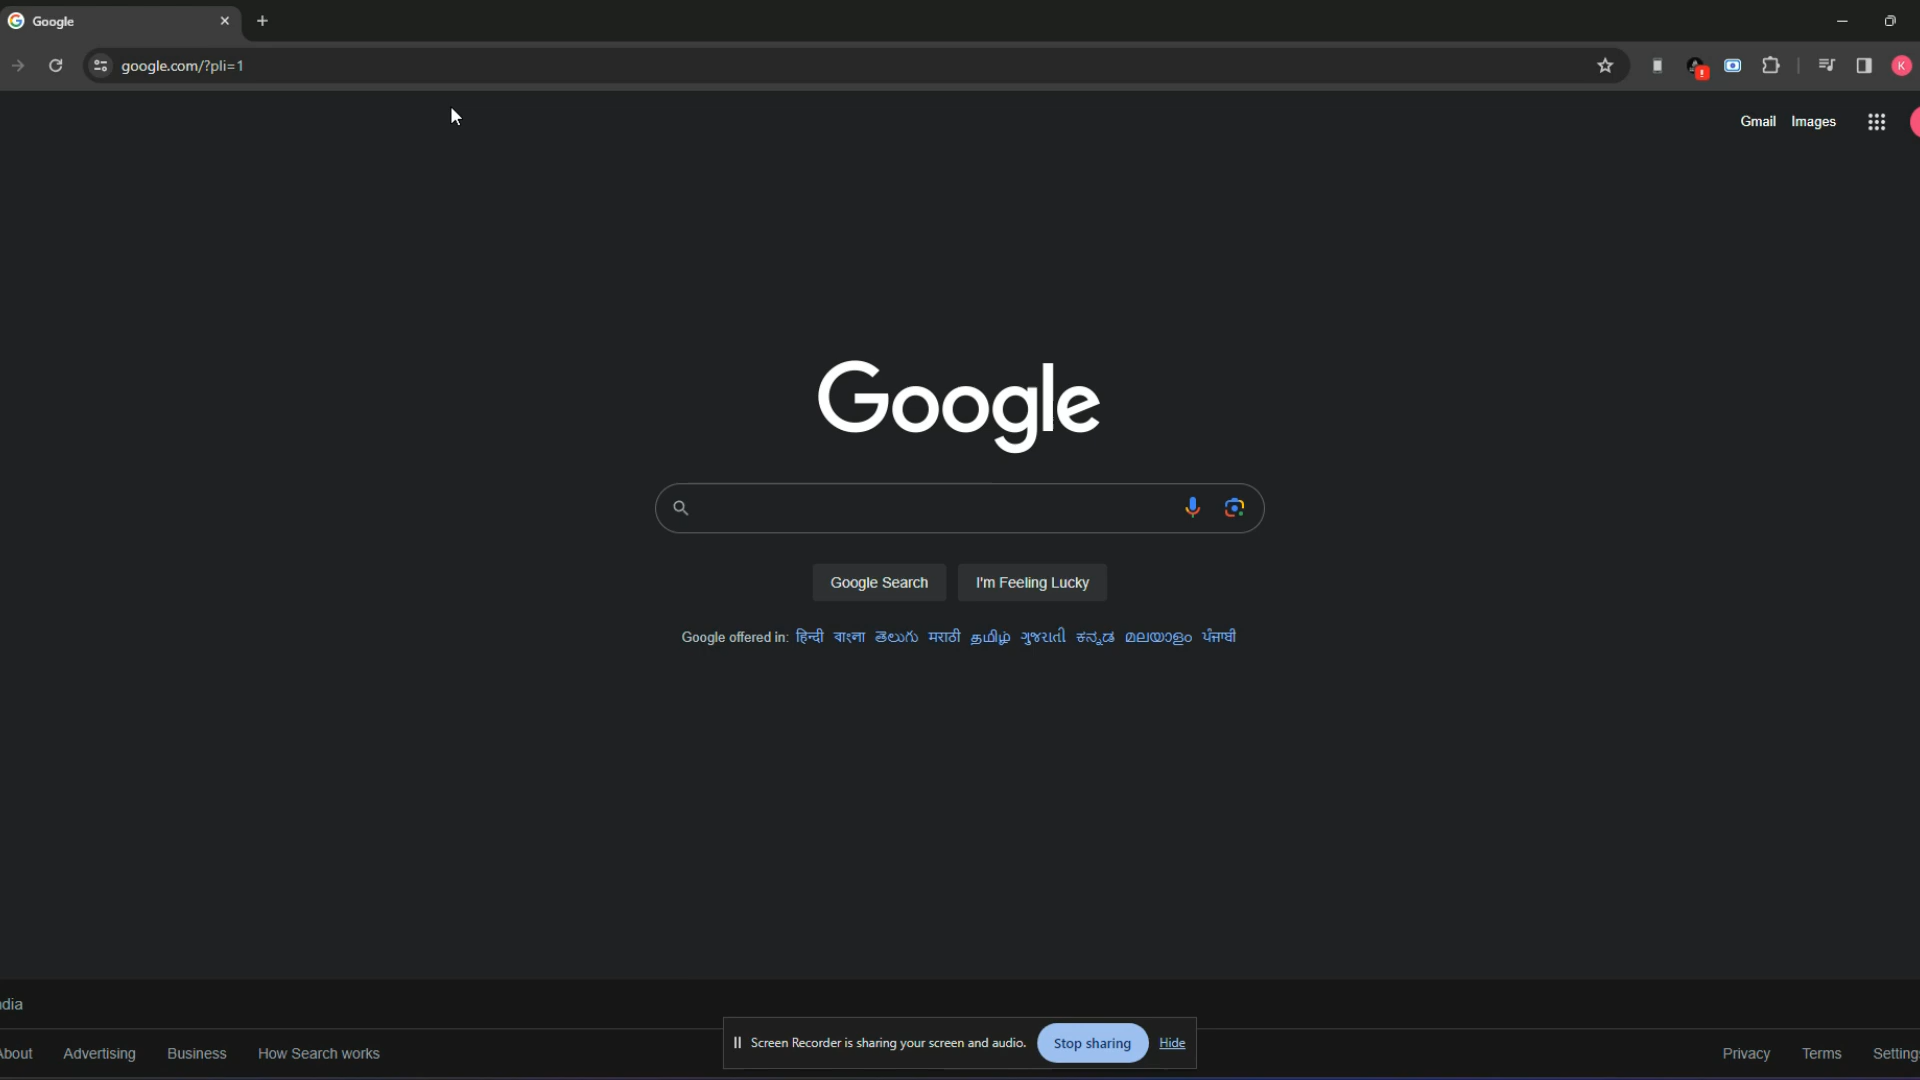 Google
google.com/?pli=1
K
Gmail Images
Google
Google Search I'm Feeling Lucky
Google offered in: हिन्दी বাংলা తెలుగు मराठी தமிழ் ગુજરાતી ಕನ್ನಡ മലയാളം ਪੰਜਾਬੀ
dia
About Advertising Business How Search works
Screen Recorder is sharing your screen and audio. Stop sharing Hide
Privacy Terms Settings